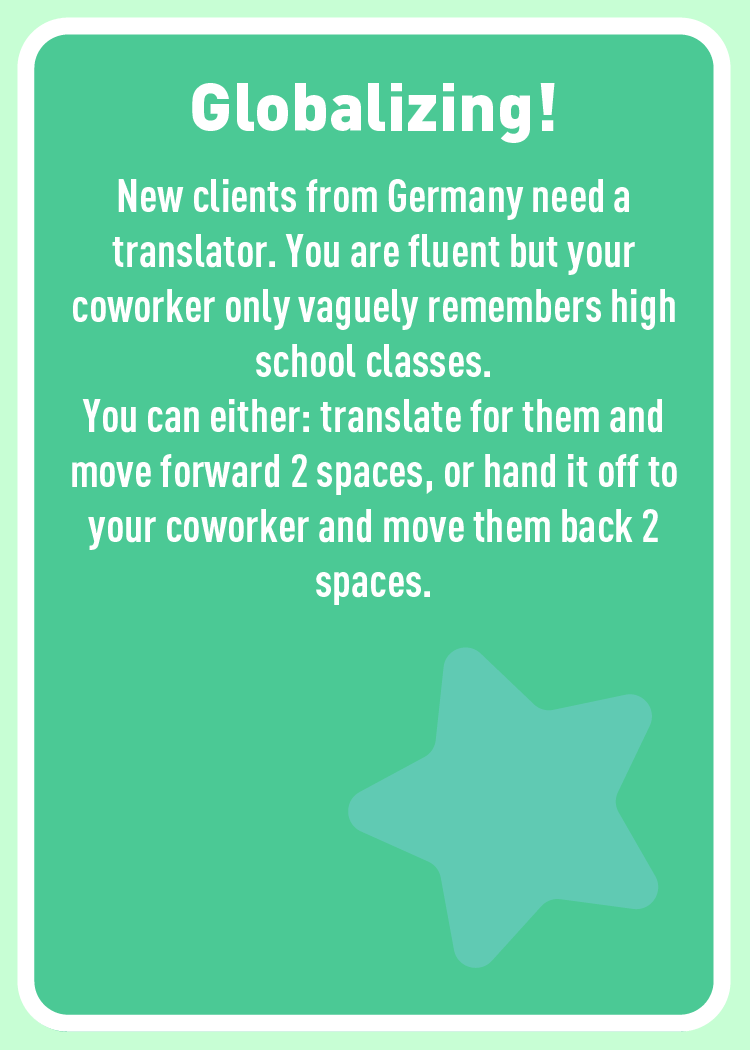 Globalizing!
New clients from Germany need a
translator. You are fluent but your
coworker only vaguely remembers high
school classes.
You can either: translate for them and
move forward 2 spaces, or hand it off to
your coworker and move them back 2
spaces.